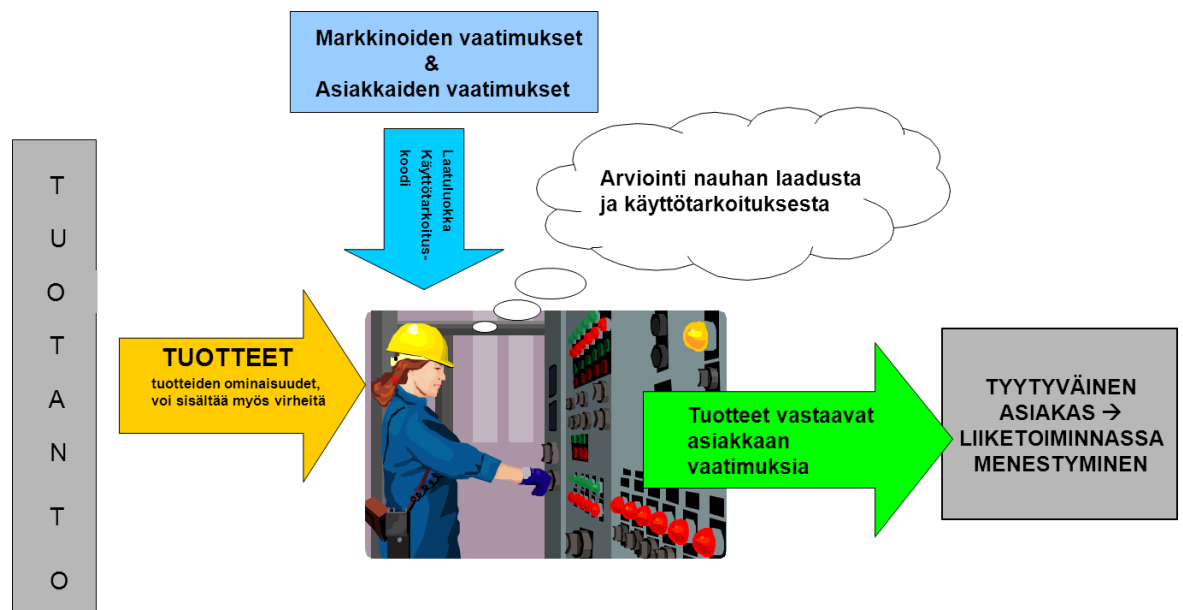 Markkinoiden vaatimukset
&
Asiakkaiden vaatimukset
Laatuluokka
Käyttötarkoitus-
koodi
Arviointi nauhan laadusta
ja käyttötarkoituksesta
T
U
O
T
A
N
T
O
TUOTTEET
tuotteiden ominaisuudet,
voi sisältää myös virheitä
Tuotteet vastaavat
asiakkaan
vaatimuksia
TYYTYVÄINEN
ASIAKAS →
LIIKETOIMINNASSA
MENESTYMINEN